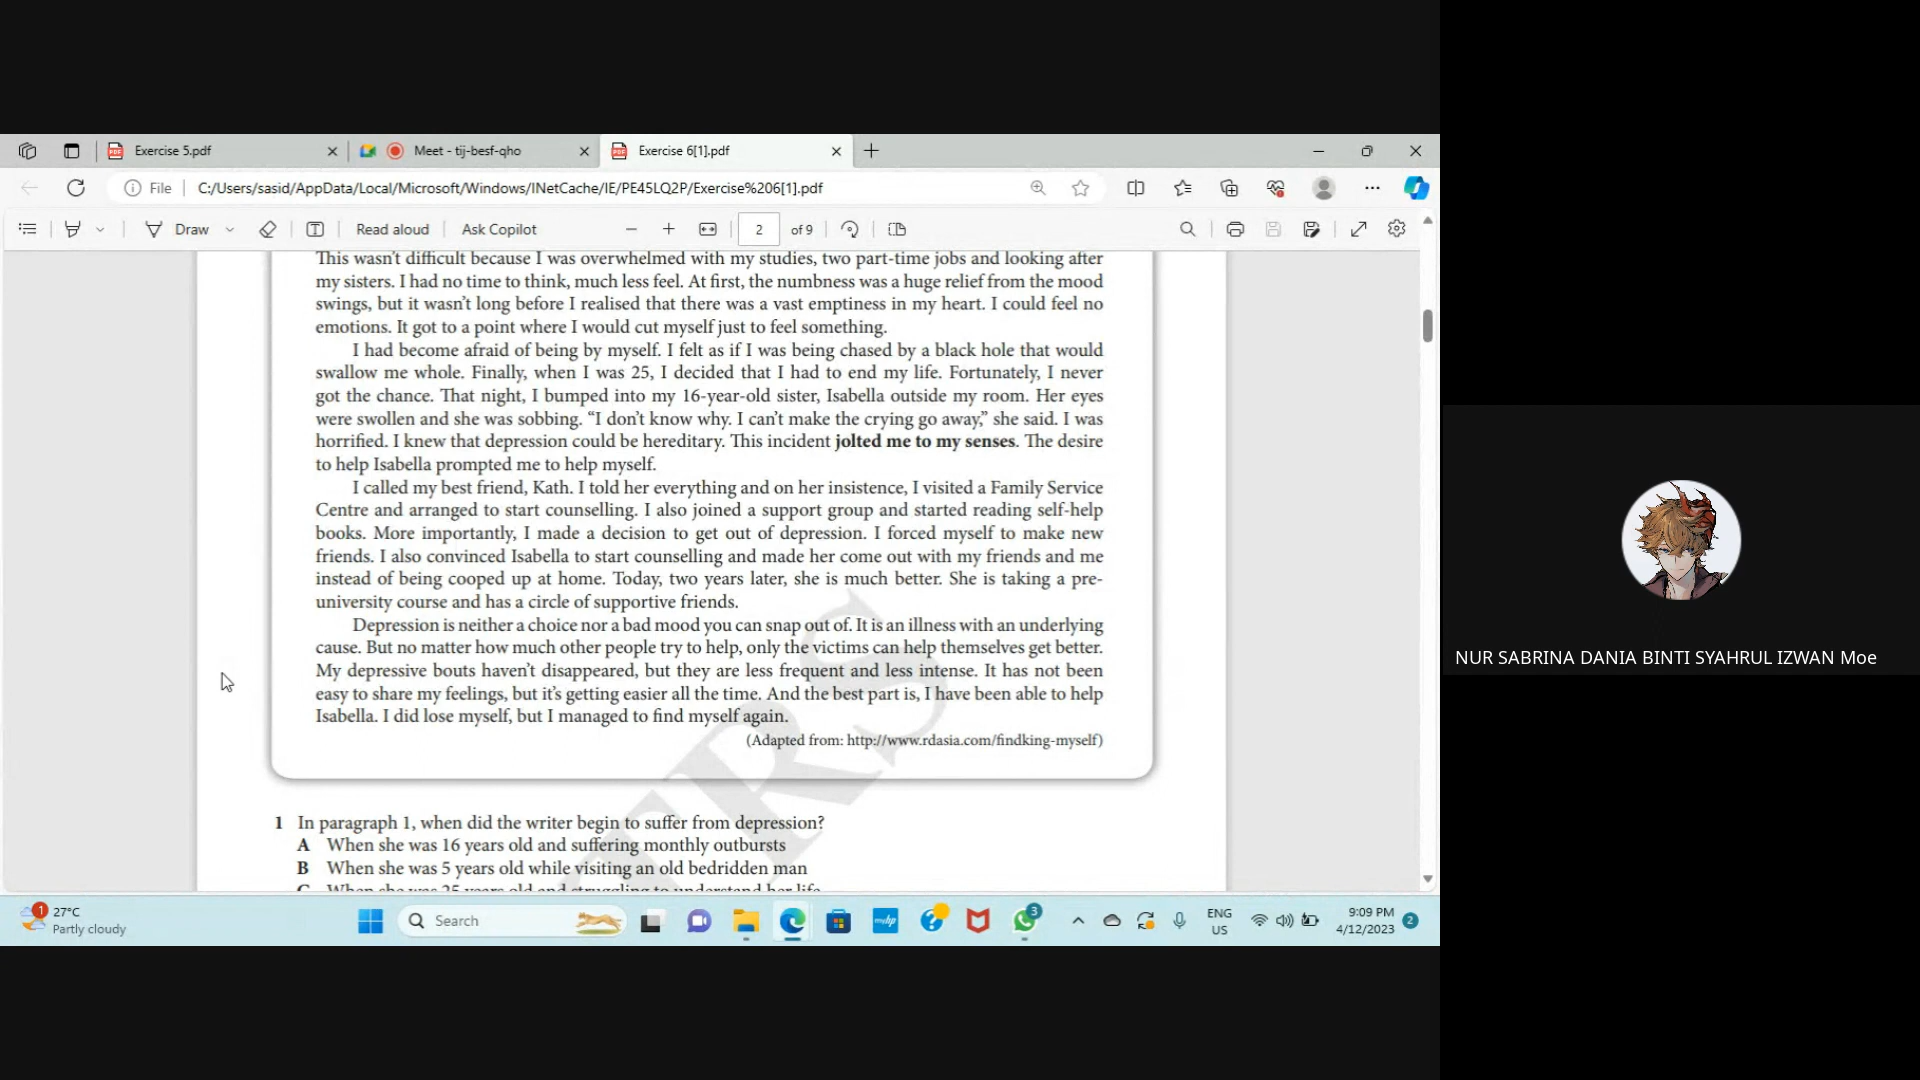 Exercise 5.pdf
Meet - tij-besf-qho
Exercise 6[1].pdf
File
C:/Users/sasid/AppData/Local/Microsoft/Windows/INetCache/IE/PE45LQ2P/Exercise%206[1].pdf
Draw
Read aloud
Ask Copilot
2
of 9
This wasn't difficult because I was overwhelmed with my studies, two part-time jobs and looking after
my sisters. I had no time to think, much less feel. At first, the numbness was a huge relief from the mood
swings, but it wasn't long before I realised that there was a vast emptiness in my heart. I could feel no
emotions. It got to a point where I would cut myself just to feel something.
I had become afraid of being by myself. I felt as if I was being chased by a black hole that would
swallow me whole. Finally, when I was 25, I decided that I had to end my life. Fortunately, I never
got the chance. That night, I bumped into my 16-year-old sister, Isabella outside my room. Her eyes
were swollen and she was sobbing. “I don't know why. I can't make the crying go away,” she said. I was
horrified. I knew that depression could be hereditary. This incident jolted me to my senses. The desire
to help Isabella prompted me to help myself.
I called my best friend, Kath. I told her everything and on her insistence, I visited a Family Service
Centre and arranged to start counselling. I also joined a support group and started reading self-help
books. More importantly, I made a decision to get out of depression. I forced myself to make new
friends. I also convinced Isabella to start counselling and made her come out with my friends and me
instead of being cooped up at home. Today, two years later, she is much better. She is taking a pre-
university course and has a circle of supportive friends.
Depression is neither a choice nor a bad mood you can snap out of. It is an illness with an underlying
cause. But no matter how much other people try to help, only the victims can help themselves get better.
My depressive bouts haven't disappeared, but they are less frequent and less intense. It has not been
easy to share my feelings, but it's getting easier all the time. And the best part is, I have been able to help
Isabella. I did lose myself, but I managed to find myself again.
(Adapted from: http://www.rdasia.com/findking-myself)
TRS
1 In paragraph 1, when did the writer begin to suffer from depression?
A When she was 16 years old and suffering monthly outbursts
B When she was 5 years old while visiting an old bedridden man
C When she was 25 years old and struggling to understand her life
NUR SABRINA DANIA BINTI SYAHRUL IZWAN Moe
1
27°C
Partly cloudy
Search
myhp
3
ENG
US
9:09 PM
4/12/2023
2